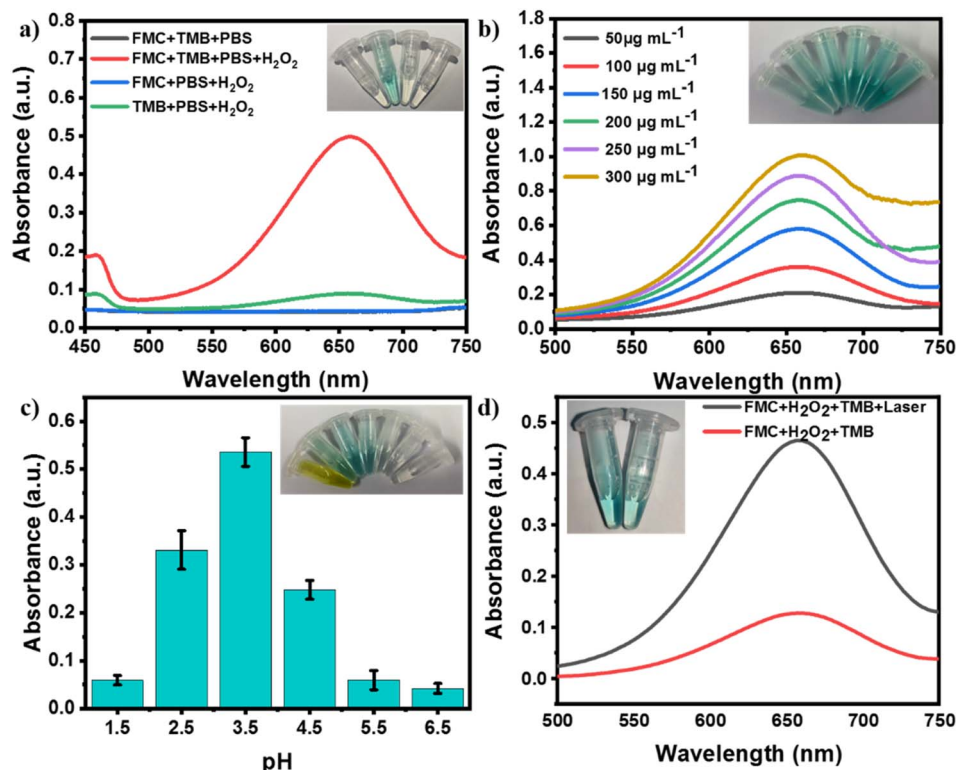 a)
Absorbance (a.u.)
0.8
0.7
0.6
0.5
0.4
0.3
0.2
0.1
0.0
FMC+TMB+PBS
FMC+TMB+PBS+H₂O₂
FMC+PBS+H₂O₂
TMB+PBS+H₂O₂
450 500 550 600 650 700 750
Wavelength (nm)
b)
Absorbance (a.u.)
1.8
1.6
1.4
1.2
1.0
0.8
0.6
0.4
0.2
0.0
50μg mL⁻¹
100 μg mL⁻¹
150 μg mL⁻¹
200 μg mL⁻¹
250 μg mL⁻¹
300 μg mL⁻¹
500 550 600 650 700 750
Wavelength (nm)
c)
Absorbance (a.u.)
0.6
0.5
0.4
0.3
0.2
0.1
0.0
1.5 2.5 3.5 4.5 5.5 6.5
pH
d)
Absorbance (a.u.)
0.5
0.4
0.3
0.2
0.1
0.0
FMC+H₂O₂+TMB+Laser
FMC+H₂O₂+TMB
500 550 600 650 700 750
Wavelength (nm)